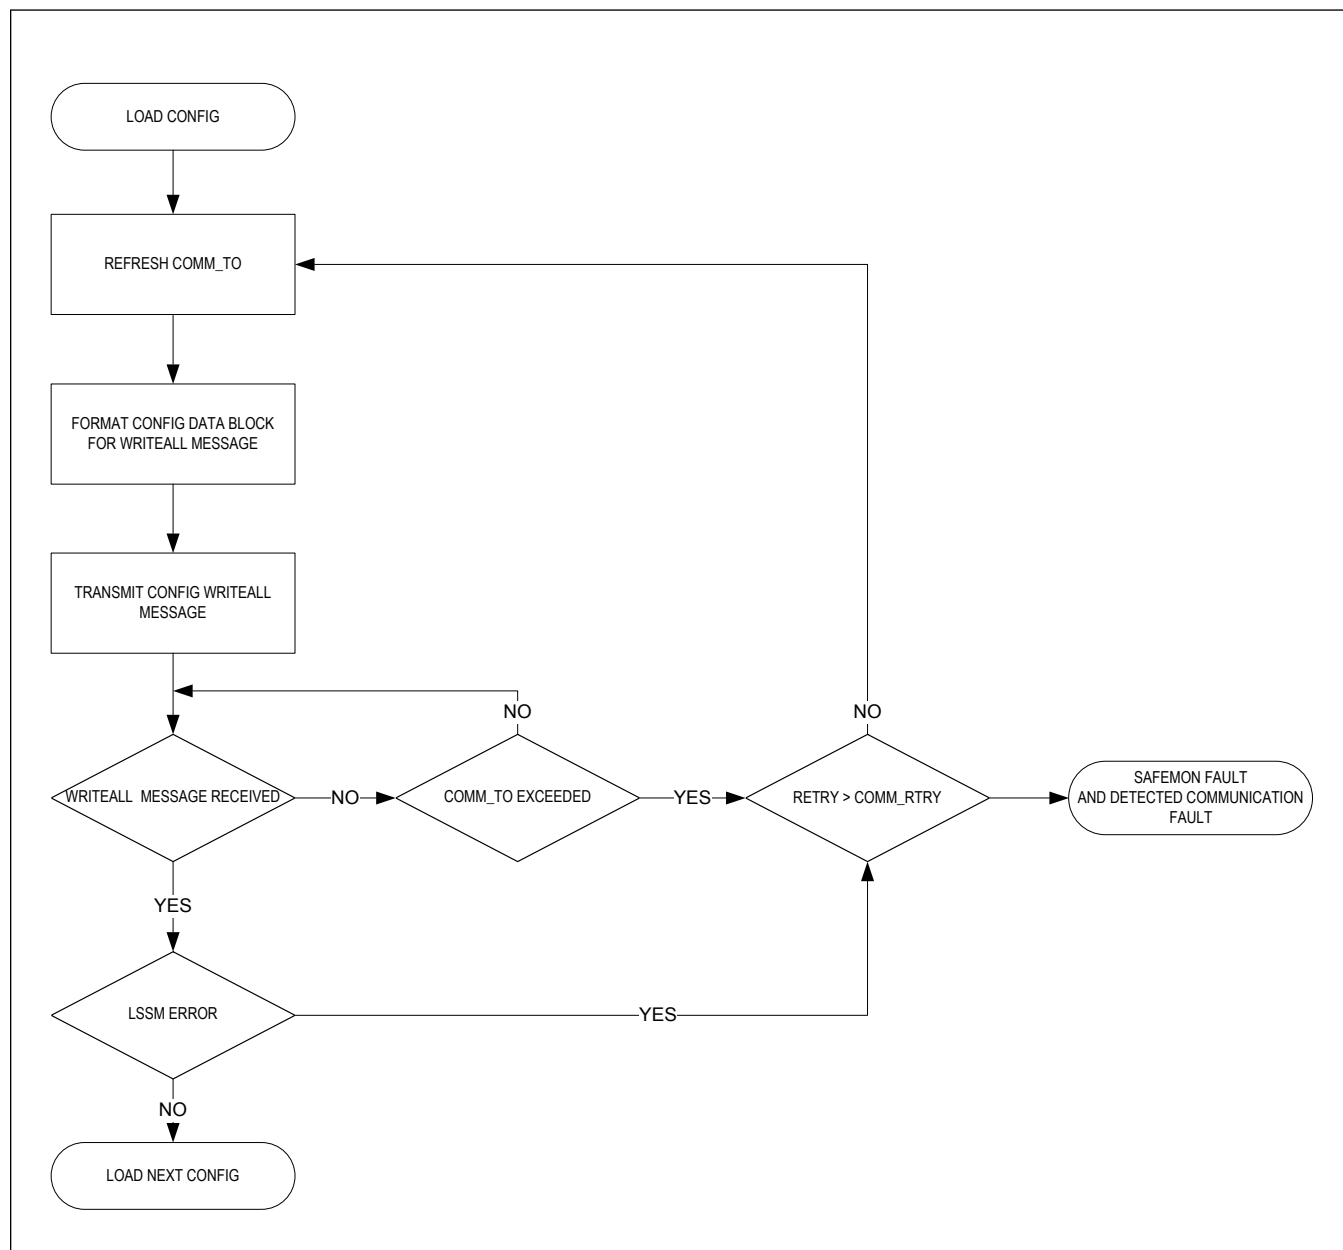 LOAD CONFIG
REFRESH COMM_TO
FORMAT CONFIG DATA BLOCK
FOR WRITEALL MESSAGE
TRANSMIT CONFIG WRITEALL
MESSAGE
NO
NO
WRITEALL MESSAGE RECEIVED
NO
COMM_TO EXCEEDED
YES
RETRY > COMM_RTRY
SAFEMON FAULT
AND DETECTED COMMUNICATION
FAULT
YES
LSSM ERROR
YES
NO
LOAD NEXT CONFIG